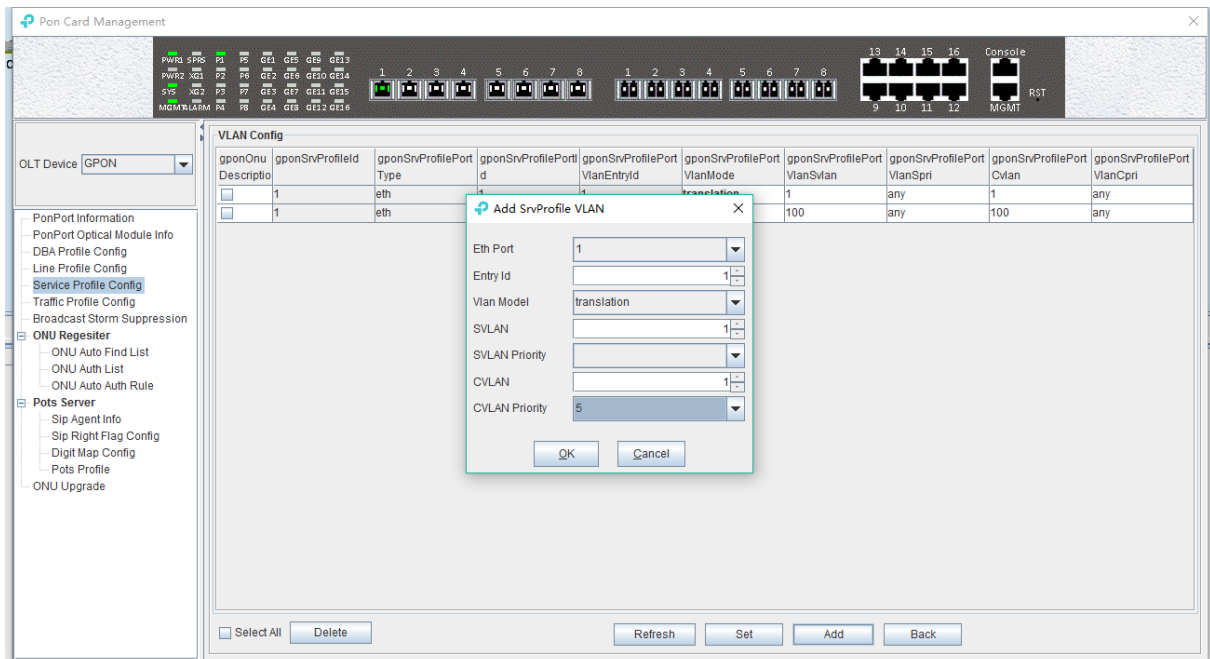 Pon Card Management
PWR1 SPRS P1 P5 GE1 GE5 GE9 GE13
PWR2 XG1 P2 P6 GE2 GE6 GE10 GE14
SYS XG2 P3 P7 GE3 GE7 GE11 GE15
MGMT ALARM P4 P8 GE4 GE8 GE12 GE16
1 2 3 4 5 6 7 8 1 2 3 4 5 6 7 8
13 14 15 16 Console
9 10 11 12 MGMT RST
OLT Device GPON
PonPort Information
PonPort Optical Module Info
DBA Profile Config
Line Profile Config
Service Profile Config
Traffic Profile Config
Broadcast Storm Suppression
ONU Regesiter
ONU Auto Find List
ONU Auth List
ONU Auto Auth Rule
Pots Server
Sip Agent Info
Sip Right Flag Config
Digit Map Config
Pots Profile
ONU Upgrade
VLAN Config
gponOnu gponSrvProfileId gponSrvProfilePort gponSrvProfilePortI gponSrvProfilePort gponSrvProfilePort gponSrvProfilePort gponSrvProfilePort gponSrvProfilePort gponSrvProfilePort
Descriptio Type d VlanEntryId VlanMode VlanSvlan VlanSpri Cvlan VlanCpri
1 eth 1 1 translation 1 any 1 any
1 eth 100 any 100 any
Add SrvProfile VLAN
Eth Port 1
Entry Id 1
Vlan Model translation
SVLAN 1
SVLAN Priority
CVLAN 1
CVLAN Priority 5
OK Cancel
Select All Delete Refresh Set Add Back